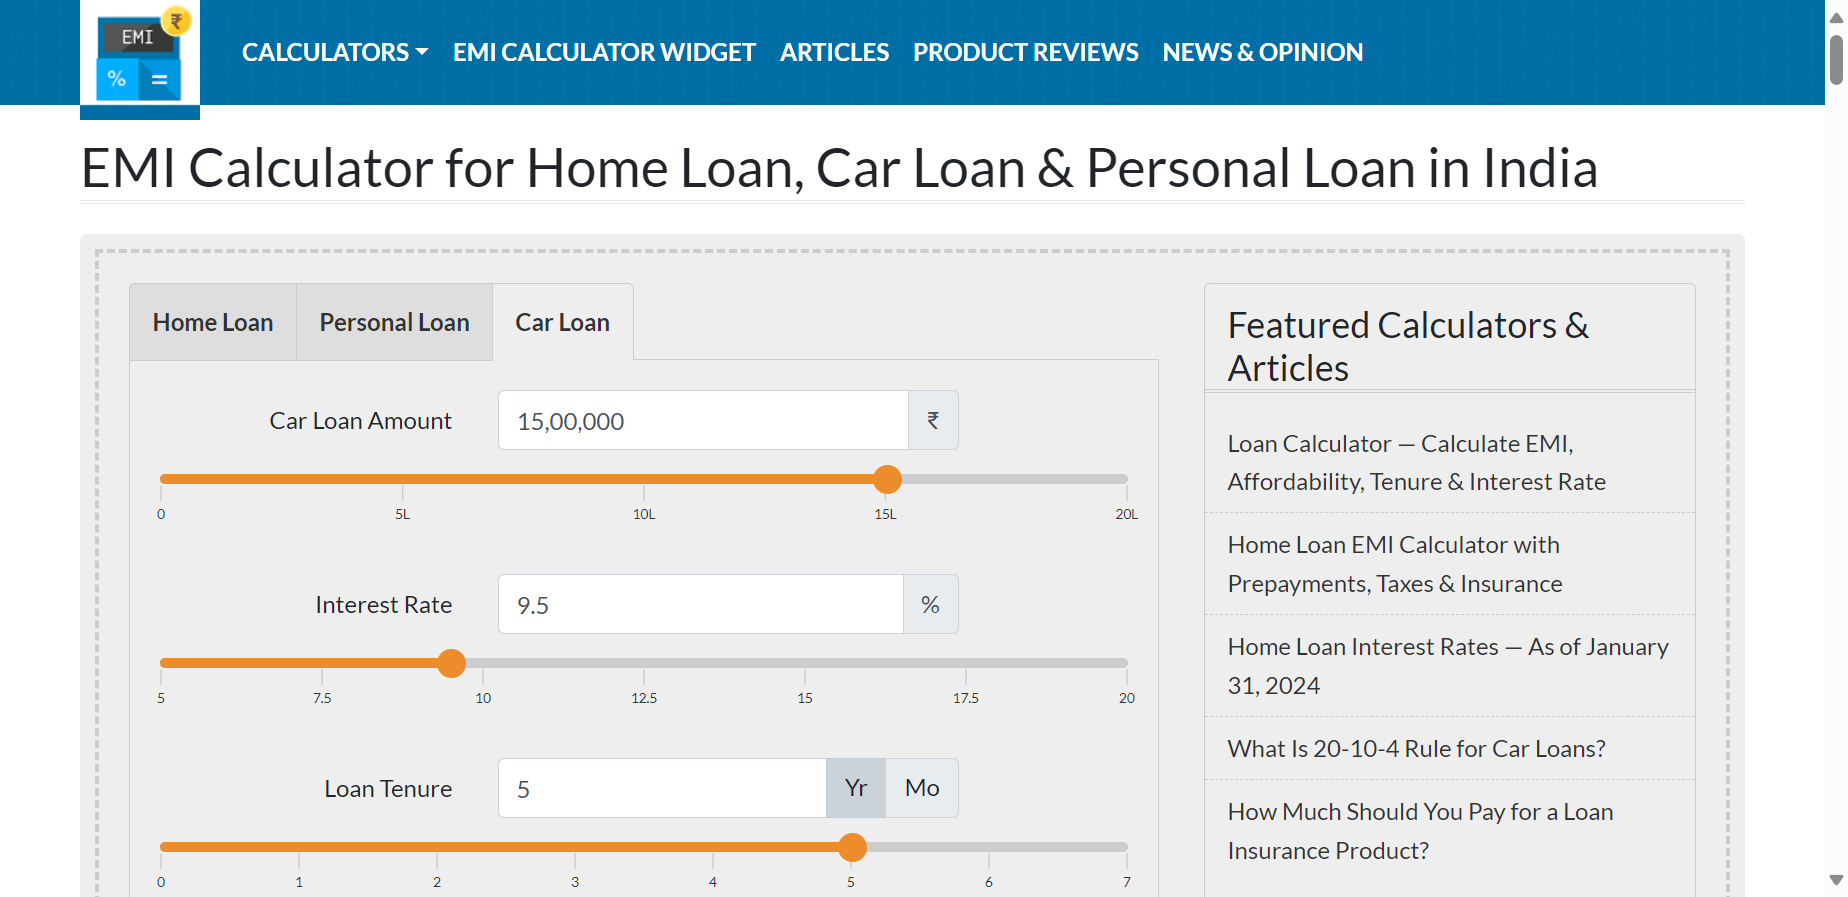 EMI
₹
%
=
CALCULATORS
EMI CALCULATOR WIDGET
ARTICLES
PRODUCT REVIEWS
NEWS & OPINION
EMI Calculator for Home Loan, Car Loan & Personal Loan in India
Home Loan
Personal Loan
Car Loan
Car Loan Amount
15,00,000
₹
0
5L
10L
15L
20L
Interest Rate
9.5
%
5
7.5
10
12.5
15
17.5
20
Loan Tenure
5
Yr
Mo
0
1
2
3
4
5
6
7
Featured Calculators &
Articles
Loan Calculator — Calculate EMI,
Affordability, Tenure & Interest Rate
Home Loan EMI Calculator with
Prepayments, Taxes & Insurance
Home Loan Interest Rates — As of January
31, 2024
What Is 20-10-4 Rule for Car Loans?
How Much Should You Pay for a Loan
Insurance Product?